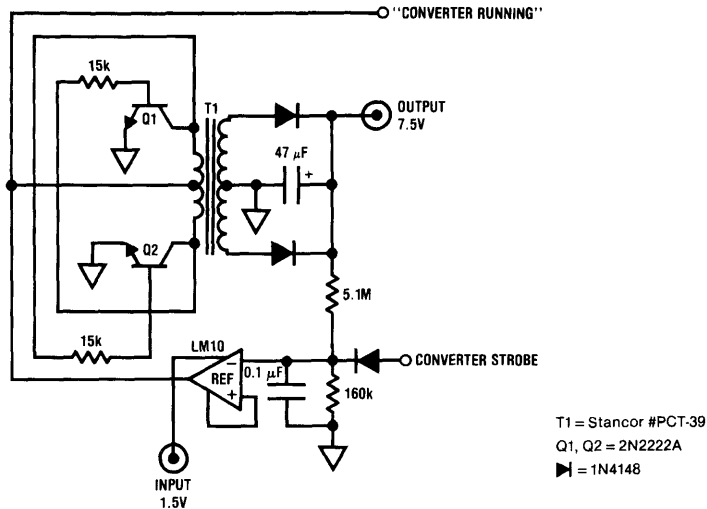 "CONVERTER RUNNING"
15k
Q1
T1
OUTPUT
7.5V
47 μF
+
Q2
5.1M
15k
LM10
−
REF
+
0.1 μF
CONVERTER STROBE
160k
INPUT
1.5V
T1 = Stancor #PCT-39
Q1, Q2 = 2N2222A
= 1N4148